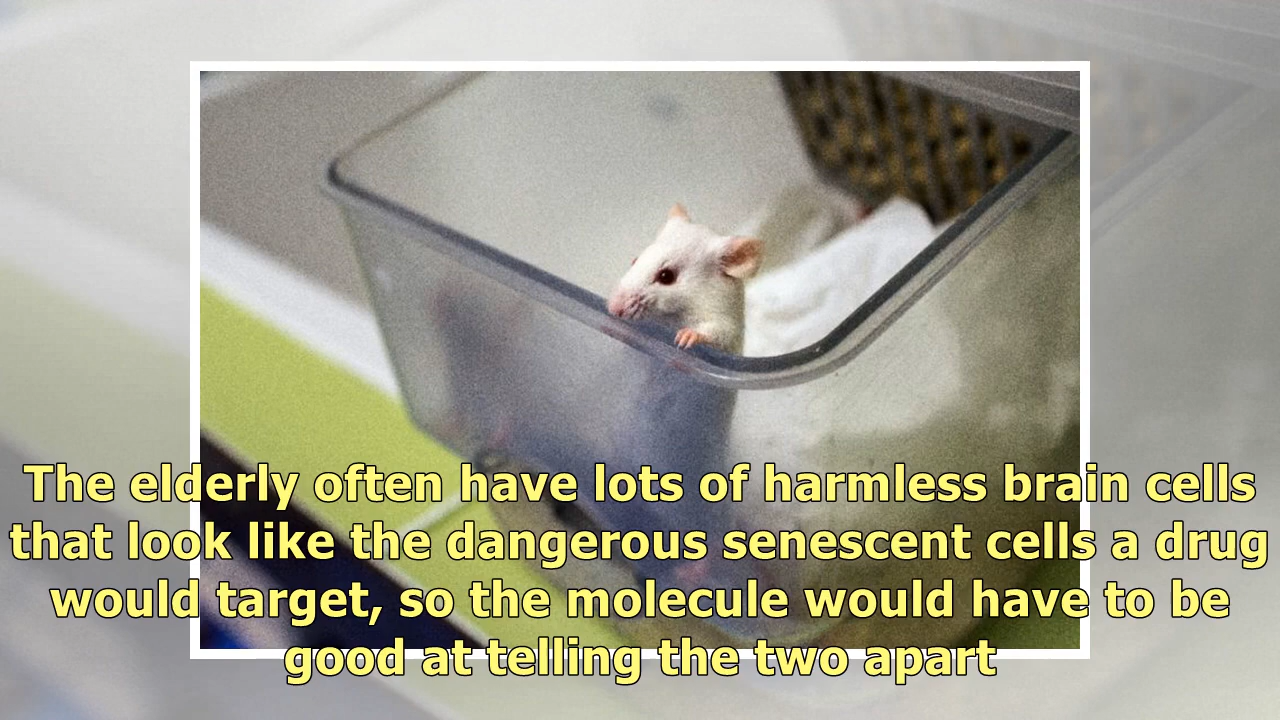 The elderly often have lots of harmless brain cells
that look like the dangerous senescent cells a drug
would target, so the molecule would have to be
good at telling the two apart